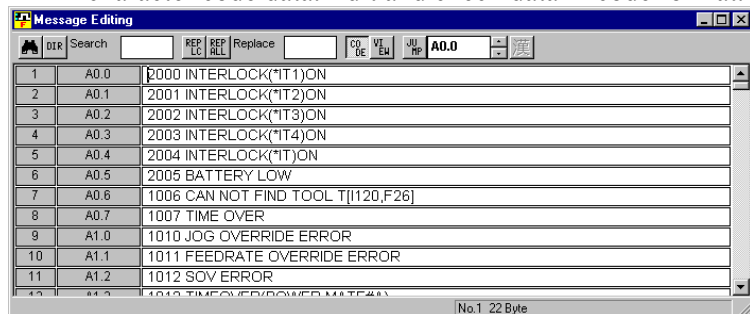 Message Editing
DIR Search REP LC REP ALL Replace CO DE VI EW JU MP A0.0 漢
1 A0.0 2000 INTERLOCK(*IT1)ON
2 A0.1 2001 INTERLOCK(*IT2)ON
3 A0.2 2002 INTERLOCK(*IT3)ON
4 A0.3 2003 INTERLOCK(*IT4)ON
5 A0.4 2004 INTERLOCK(*IT)ON
6 A0.5 2005 BATTERY LOW
7 A0.6 1006 CAN NOT FIND TOOL T[I120,F26]
8 A0.7 1007 TIME OVER
9 A1.0 1010 JOG OVERRIDE ERROR
10 A1.1 1011 FEEDRATE OVERRIDE ERROR
11 A1.2 1012 SOV ERROR
No.1 22 Byte